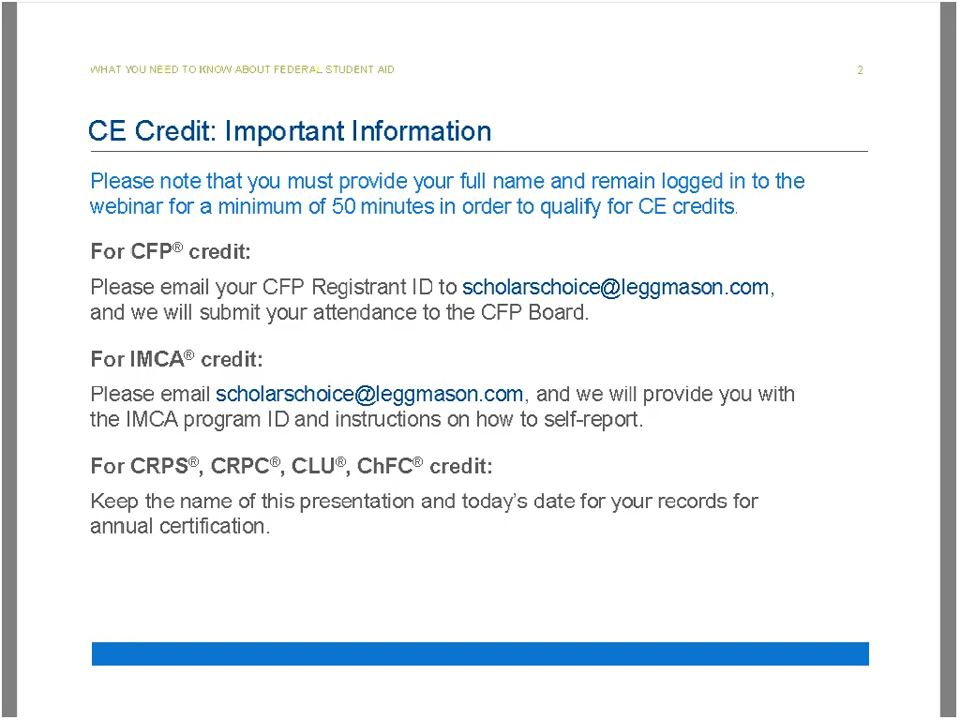 WHAT YOU NEED TO KNOW ABOUT FEDERAL STUDENT AID 2
CE Credit: Important Information
Please note that you must provide your full name and remain logged in to the
webinar for a minimum of 50 minutes in order to qualify for CE credits.
For CFP® credit:
Please email your CFP Registrant ID to scholarschoice@leggmason.com,
and we will submit your attendance to the CFP Board.
For IMCA® credit:
Please email scholarschoice@leggmason.com, and we will provide you with
the IMCA program ID and instructions on how to self-report.
For CRPS®, CRPC®, CLU®, ChFC® credit:
Keep the name of this presentation and today's date for your records for
annual certification.